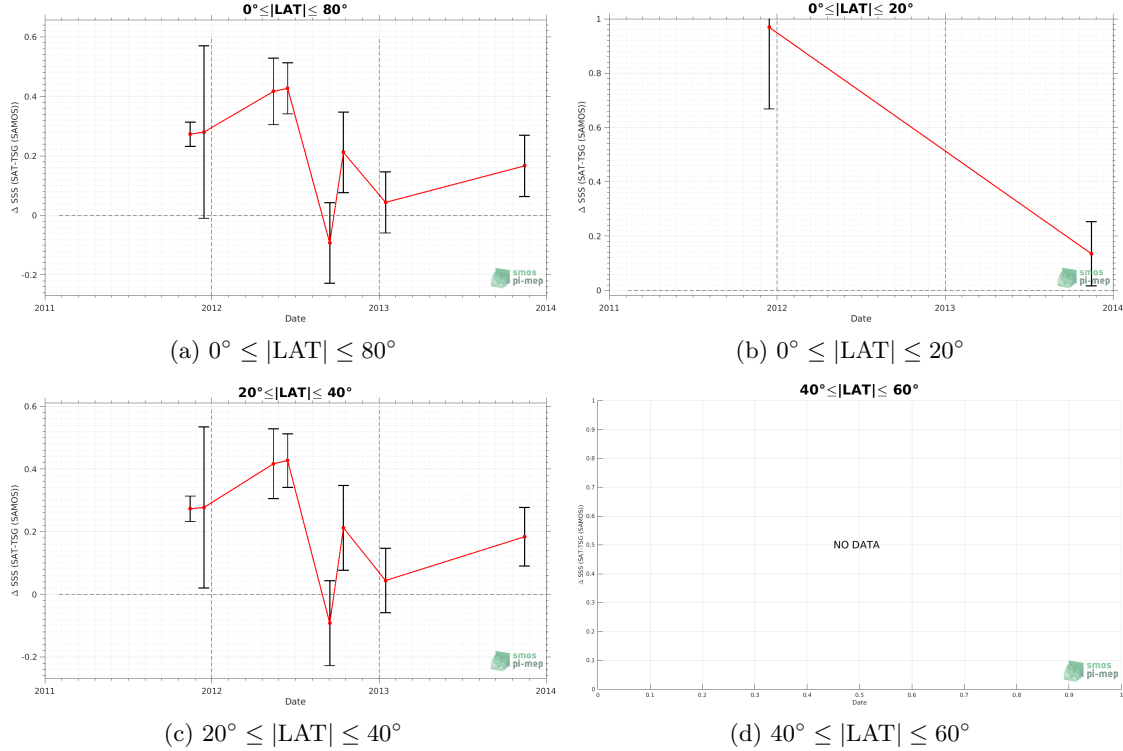 0°≤|LAT|≤ 80°
Δ SSS (SAT-TSG (SAMOS))
0.6
0.4
0.2
0
-0.2
2011
2012
2013
2014
Date
smos
pi-mep
(a) 0° ≤ |LAT| ≤ 80°
0°≤|LAT|≤ 20°
Δ SSS (SAT-TSG (SAMOS))
1
0.8
0.6
0.4
0.2
0
2011
2012
2013
2014
Date
smos
pi-mep
(b) 0° ≤ |LAT| ≤ 20°
20°≤|LAT|≤ 40°
Δ SSS (SAT-TSG (SAMOS))
0.6
0.4
0.2
0
-0.2
2011
2012
2013
2014
Date
smos
pi-mep
(c) 20° ≤ |LAT| ≤ 40°
40°≤|LAT|≤ 60°
Δ SSS (SAT-TSG (SAMOS))
1
0.9
0.8
0.7
0.6
0.5
0.4
0.3
0.2
0.1
0
NO DATA
0
0.1
0.2
0.3
0.4
0.5
0.6
0.7
0.8
0.9
1
Date
smos
pi-mep
(d) 40° ≤ |LAT| ≤ 60°